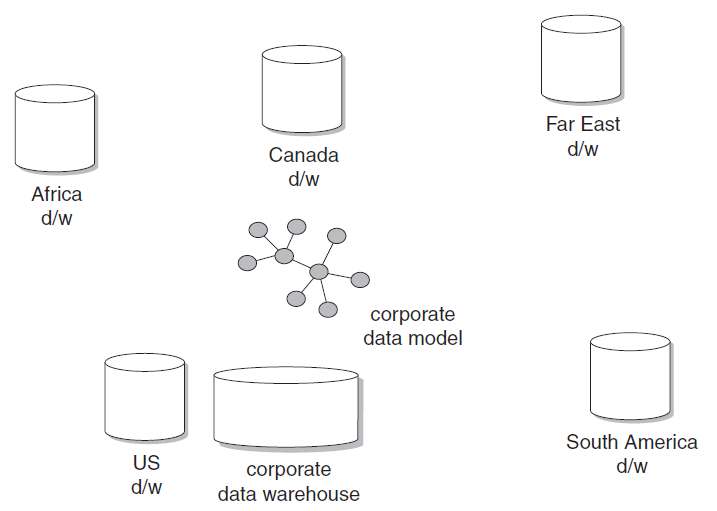 Far East
d/w
Canada
d/w
Africa
d/w
corporate
data model
South America
d/w
US
d/w
corporate
data warehouse